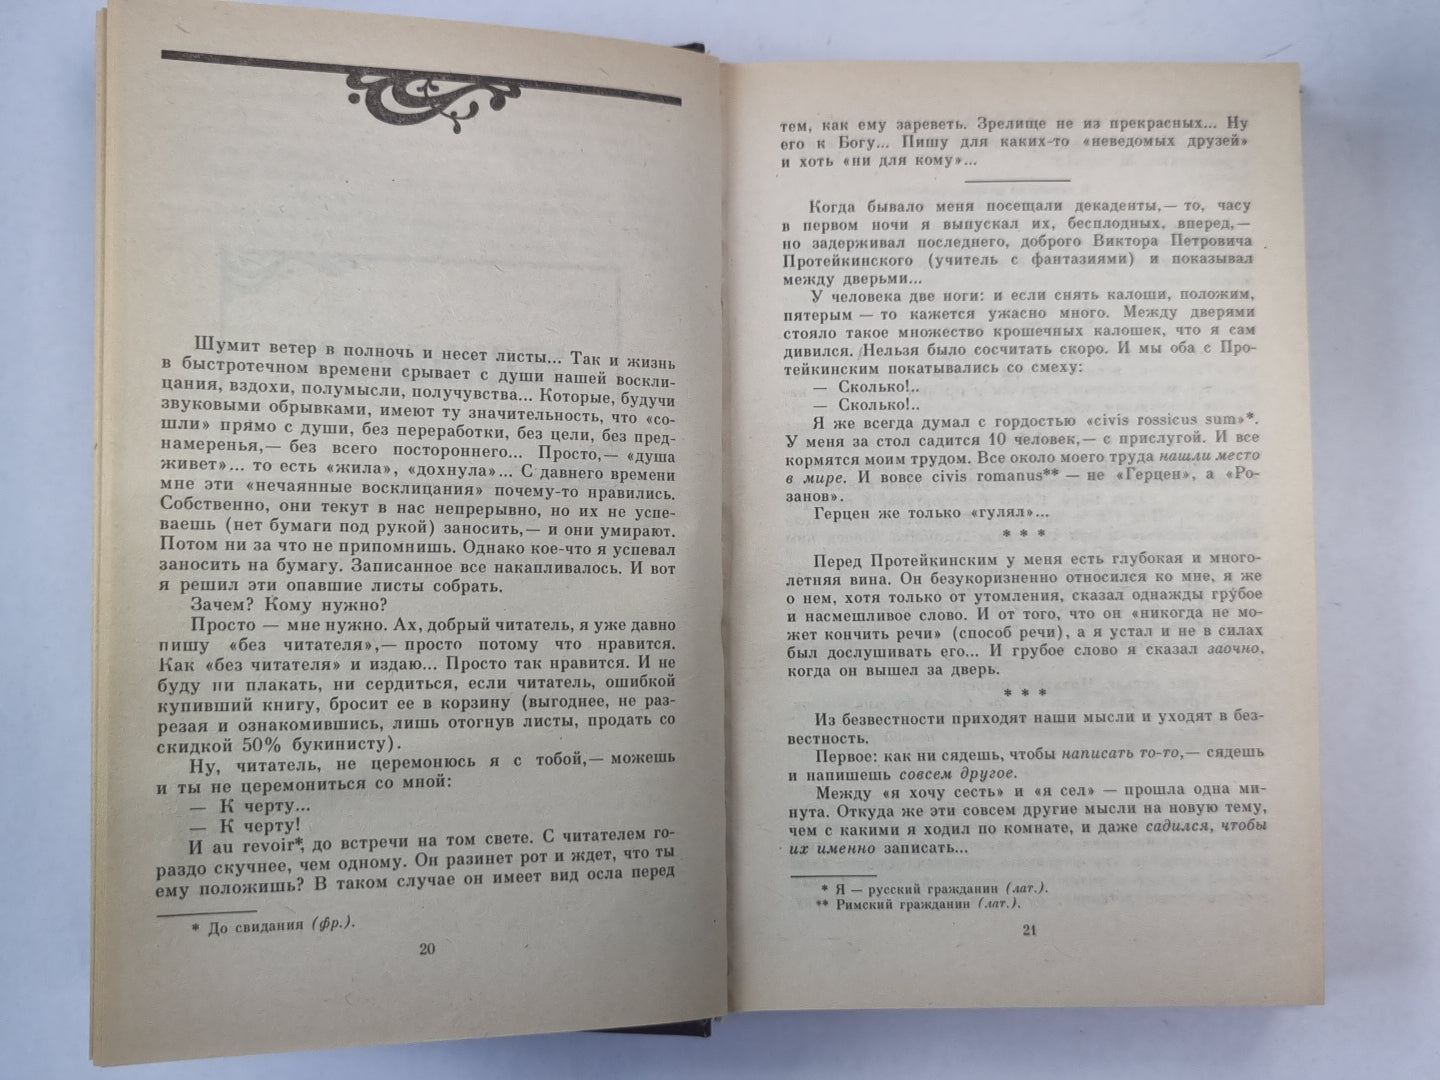 Шумит ветер в полночь и несет листы... Так и жизнь
в быстротечном времени срывает с души нашей воскли-
цания, вздохи, полумысли, получувства... Которые, будучи
звуковыми обрывками, имеют ту значительность, что «со-
шли» прямо с души, без переработки, без цели, без пред-
намеренья,— без всего постороннего... Просто,— «душа
живет»... то есть «жила», «дохнула»... С давнего времени
мне эти «нечаянные восклицания» почему-то нравились.
Собственно, они текут в нас непрерывно, но их не успе-
ваешь (нет бумаги под рукой) заносить,— и они умирают.
Потом ни за что не припомнишь. Однако кое-что я успевал
заносить на бумагу. Записанное все накапливалось. И вот
я решил эти опавшие листы собрать.
Зачем? Кому нужно?
Просто — мне нужно. Ах, добрый читатель, я уже давно
пишу «без читателя»,— просто потому что нравится.
Как «без читателя» и издаю... Просто так нравится. И не
буду ни плакать, ни сердиться, если читатель, ошибкой
купивший книгу, бросит ее в корзину (выгоднее, не раз-
резая и ознакомившись, лишь отогнув листы, продать со
скидкой 50% букинисту).
Ну, читатель, не церемонюсь я с тобой,— можешь
и ты не церемониться со мной:
— К черту...
— К черту!
И au revoir*, до встречи на том свете. С читателем го-
раздо скучнее, чем одному. Он разинет рот и ждет, что ты
ему положишь? В таком случае он имеет вид осла перед
* До свидания (фр.).
20
тем, как ему зареветь. Зрелище не из прекрасных... Ну
его к Богу... Пишу для каких-то «неведомых друзей»
и хоть «ни для кому»...
Когда бывало меня посещали декаденты,— то, часу
в первом ночи я выпускал их, бесплодных, вперед,—
но задерживал последнего, доброго Виктора Петровича
Протейкинского (учитель с фантазиями) и показывал
между дверьми...
У человека две ноги: и если снять калоши, положим,
пятерым — то кажется ужасно много. Между дверями
стояло такое множество крошечных калошек, что я сам
дивился. Нельзя было сосчитать скоро. И мы оба с Про-
тейкинским покатывались со смеху:
— Сколько!..
— Сколько!..
Я же всегда думал с гордостью «civis rossicus sum»*.
У меня за стол садится 10 человек,— с прислугой. И все
кормятся моим трудом. Все около моего труда нашли место
в мире. И вовсе civis romanus** — не «Герцен», а «Ро-
занов».
Герцен же только «гулял»...
* * *
Перед Протейкинским у меня есть глубокая и много-
летняя вина. Он безукоризненно относился ко мне, я же
о нем, хотя только от утомления, сказал однажды грубое
и насмешливое слово. И от того, что он «никогда не мо-
жет кончить речи» (способ речи), а я устал и не в силах
был дослушивать его... И грубое слово я сказал заочно,
когда он вышел за дверь.
* * *
Из безвестности приходят наши мысли и уходят в без-
вестность.
Первое: как ни сядешь, чтобы написать то-то,— сядешь
и напишешь совсем другое.
Между «я хочу сесть» и «я сел» — прошла одна ми-
нута. Откуда же эти совсем другие мысли на новую тему,
чем с какими я ходил по комнате, и даже садился, чтобы
их именно записать...
* Я — русский гражданин (лат.).
** Римский гражданин (лат.).
21